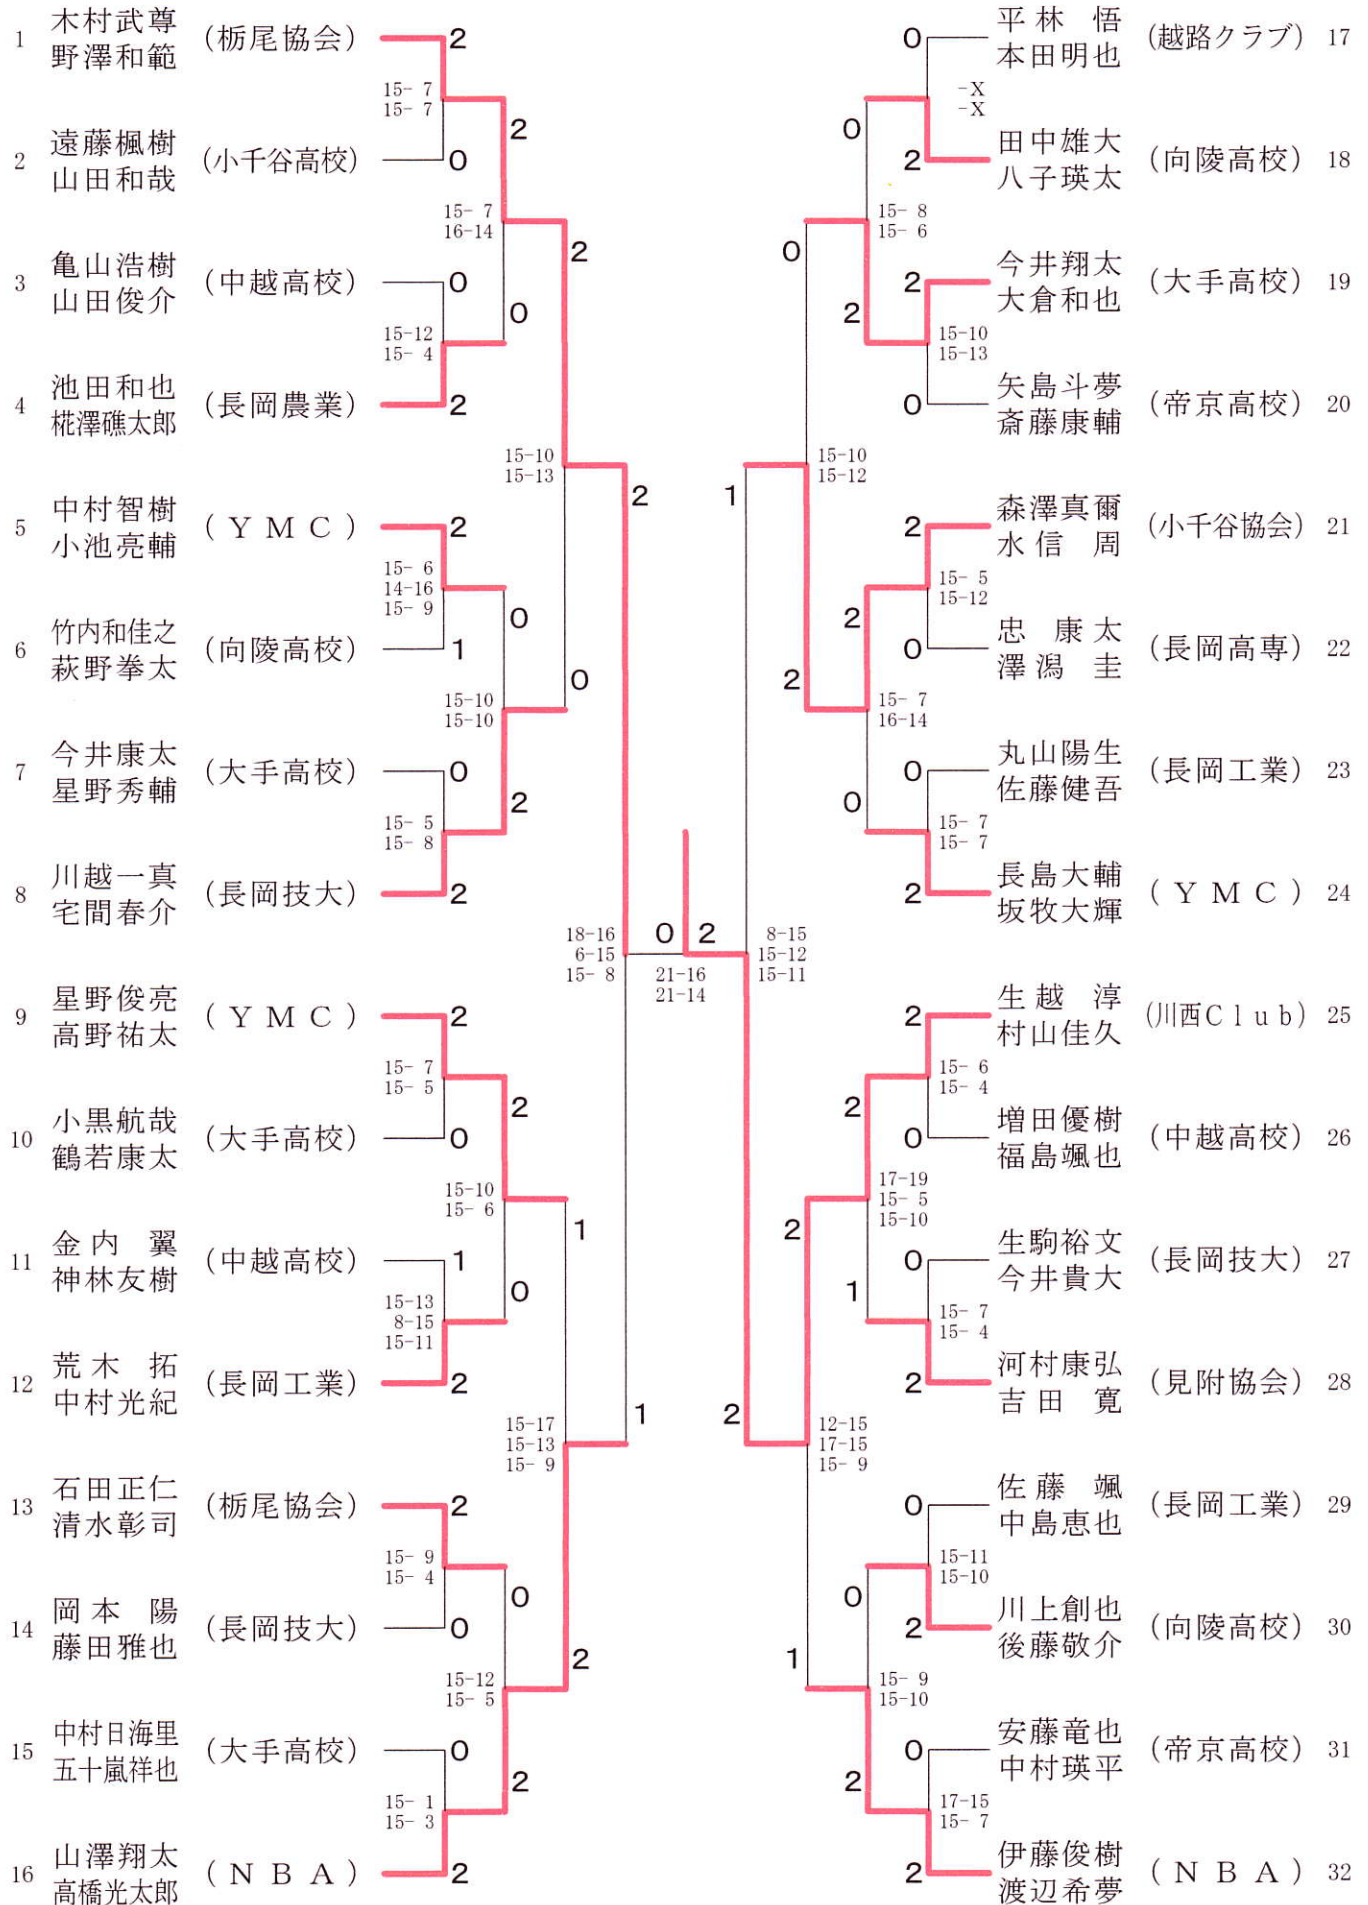 1 木村武尊 (栃尾協会) 2
野澤和範
15- 7
15- 7
2
2 遠藤楓樹 (小千谷高校) 0
山田和哉
15- 7
16-14
2
3 亀山浩樹 (中越高校) 0
山田俊介
0
15-12
15- 4
4 池田和也 (長岡農業) 2
椛澤礁太郎
15-10
15-13
2
5 中村智樹 (YMC) 2
小池亮輔
15- 6
14-16
15- 9
0
6 竹内和佳之 (向陵高校) 1
萩野拳太
0
15-10
15-10
7 今井康太 (大手高校) 0
星野秀輔
2
15- 5
15- 8
8 川越一真 (長岡技大) 2
宅間春介
18-16
6-15
15- 8
0 2
21-16
21-14
9 星野俊亮 (YMC) 2
高野祐太
15- 7
15- 5
2
10 小黒航哉 (大手高校) 0
鶴若康太
15-10
15- 6
1
11 金内 翼 (中越高校) 1
神林友樹
0
15-13
8-15
15-11
12 荒木 拓 (長岡工業) 2
中村光紀
1
15-17
15-13
15- 9
13 石田正仁 (栃尾協会) 2
清水彰司
15- 9
15- 4
0
14 岡本 陽 (長岡技大) 0
藤田雅也
2
15-12
15- 5
15 中村日海里 (大手高校) 0
五十嵐祥也
2
15- 1
15- 3
16 山澤翔太 (NBA) 2
高橋光太郎
0 平林 悟 (越路クラブ) 17
本田明也
-X
-X
0
2 田中雄大 (向陵高校) 18
八子瑛太
15- 8
15- 6
0
2 今井翔太 (大手高校) 19
大倉和也
2
15-10
15-13
0 矢島斗夢 (帝京高校) 20
斎藤康輔
15-10
15-12
1
2 森澤真爾 (小千谷協会) 21
水信 周
15- 5
15-12
2
0 忠 康太 (長岡高専) 22
澤潟 圭
2
15- 7
16-14
0 丸山陽生 (長岡工業) 23
佐藤健吾
0
15- 7
15- 7
2 長島大輔 (YMC) 24
坂牧大輝
8-15
15-12
15-11
2 生越 淳 (川西Club) 25
村山佳久
15- 6
15- 4
2
0 増田優樹 (中越高校) 26
福島颯也
17-19
15- 5
15-10
2
0 生駒裕文 (長岡技大) 27
今井貴大
1
15- 7
15- 4
2 河村康弘 (見附協会) 28
吉田 寛
2
12-15
17-15
15- 9
0 佐藤 颯 (長岡工業) 29
中島恵也
15-11
15-10
0
2 川上創也 (向陵高校) 30
後藤敬介
1
15- 9
15-10
0 安藤竜也 (帝京高校) 31
中村瑛平
2
17-15
15- 7
2 伊藤俊樹 (NBA) 32
渡辺希夢